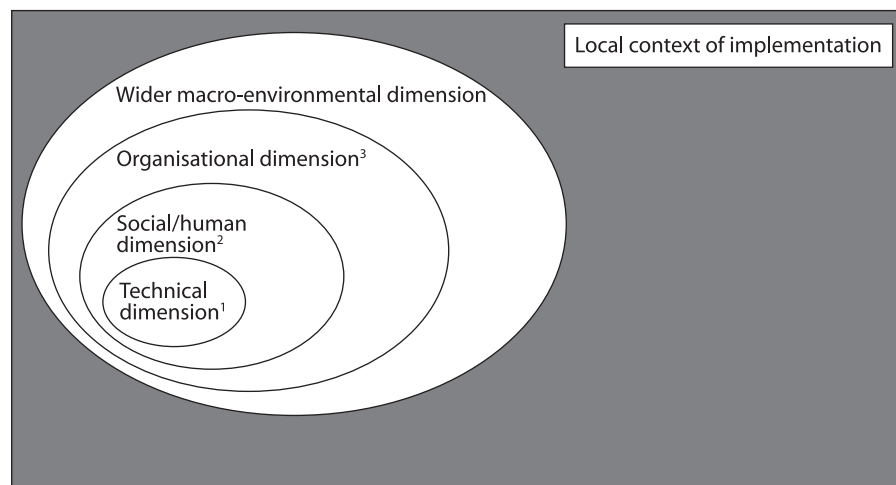 Local context of implementation
Wider macro-environmental dimension
Organisational dimension³
Social/human
dimension²
Technical
dimension¹